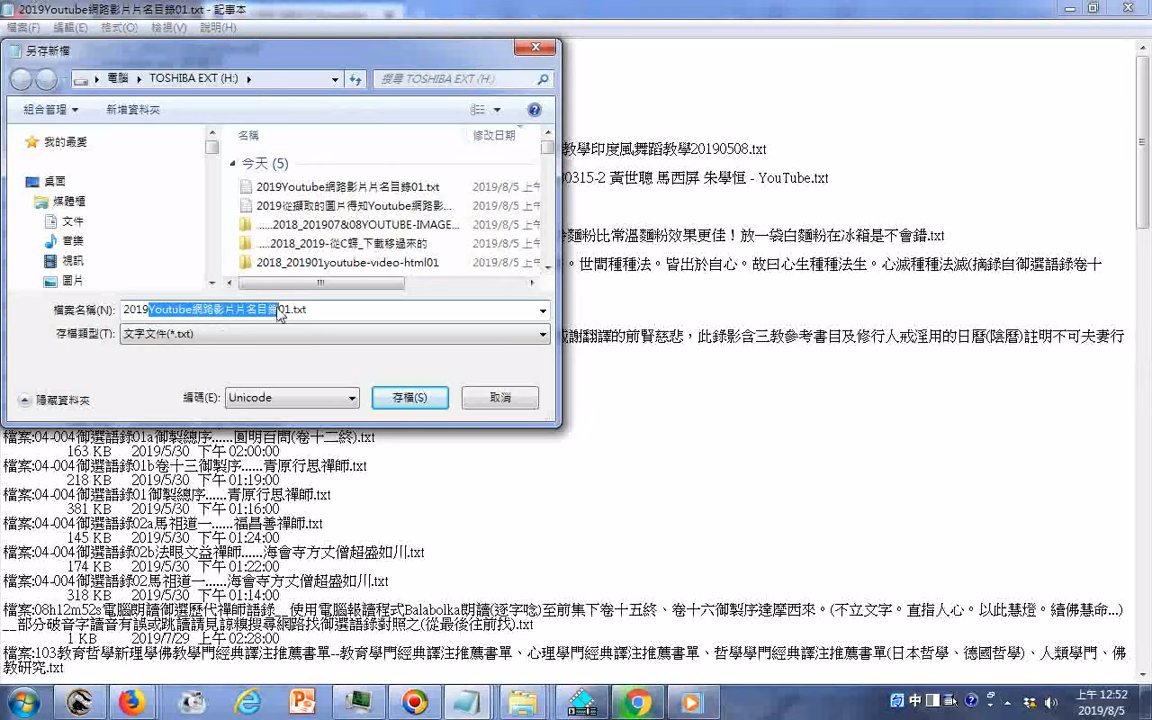 2019Youtube網路影片片名目錄01.txt - 記事本
檔案(F) 編輯(E) 格式(O) 檢視(V) 說明(H)
另存新檔
電腦 TOSHIBA EXT (H:)
搜尋 TOSHIBA EXT (H:)
組合管理 新增資料夾
我的最愛
桌面
媒體櫃
文件
音樂
視訊
圖片
名稱 修改日期
今天 (5)
2019Youtube網路影片片名目錄01.txt 2019/8/5 上午
2019從擷取的圖片得知Youtube網路影... 2019/8/5 上午
......2018_201907&08YOUTUBE-IMAGE... 2019/8/5 上午
....2018_2019-從C疌_下載移過來的 2019/8/5 上午
2018_201901youtube-video-html01 2019/8/5 上午
檔案名稱(N): 2019Youtube網路影片片名目錄01.txt
存檔類型(T): 文字文件(*.txt)
隱藏資料夾
編碼(E): Unicode 存檔(S) 取消
教學印度風舞蹈教學20190508.txt
0315-2 黃世聰 馬西屏 朱學恒 - YouTube.txt
麵粉比常溫麵粉效果更佳！放一袋白麵粉在冰箱是不會錯.txt
。世間種種法。皆出於自心。故曰心生種種法生。心滅種種法滅(摘錄自御選語錄卷十
謝翻譯的前賢慈悲，此錄影含三教參考書目及修行人戒淫用的日曆(陰曆)註明不可夫妻行
檔案:04-004御選語錄01a御製總序......圓明百問(卷十二終).txt
163 KB 2019/5/30 下午 02:00:00
檔案:04-004御選語錄01b卷十三御製序......青原行思禪師.txt
218 KB 2019/5/30 下午 01:19:00
檔案:04-004御選語錄01御製總序......青原行思禪師.txt
381 KB 2019/5/30 下午 01:16:00
檔案:04-004御選語錄02a馬祖道一......福昌善禪師.txt
145 KB 2019/5/30 下午 01:24:00
檔案:04-004御選語錄02b法眼文益禪師......海會寺方丈僧超盛如川.txt
174 KB 2019/5/30 下午 01:22:00
檔案:04-004御選語錄02馬祖道一......海會寺方丈僧超盛如川.txt
318 KB 2019/5/30 下午 01:14:00
檔案:08h12m52s電腦朗讀御選歷代禪師語錄__使用電腦報讀程式Balabolka朗讀(逐字唸)至前集下卷十五終、卷十六御製序達摩西來。(不立文字。直指人心。以此慧燈。續佛慧命...)
__部分破音字讀音有誤或跳讀請見諒煩搜尋網路找御選語錄對照之(從最後往前找).txt
1 KB 2019/7/29 上午 02:28:00
檔案:103教育哲學新理學佛教學門經典譯注推薦書單--教育學門經典譯注推薦書單、心理學門經典譯注推薦書單、哲學學門經典譯注推薦書單(日本哲學、德國哲學)、人類學門、佛
教研究.txt
中
上午 12:52
2019/8/5